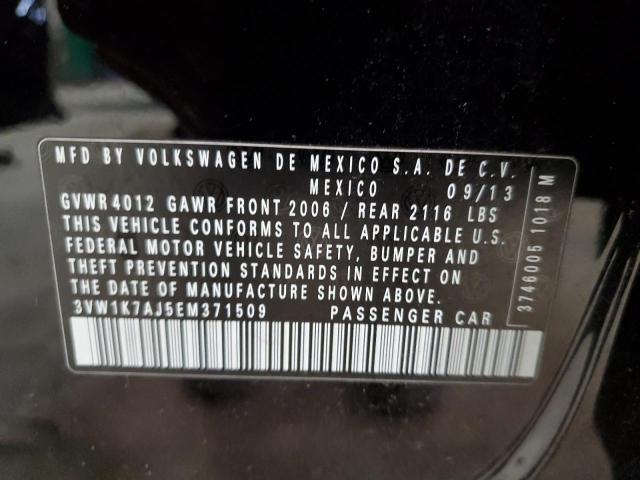 MFD BY VOLKSWAGEN DE MEXICO S.A. DE C.V.
MEXICO 09/13
GVWR 4012 GAWR FRONT 2006 / REAR 2116 LBS
THIS VEHICLE CONFORMS TO ALL APPLICABLE U.S.
FEDERAL MOTOR VEHICLE SAFETY, BUMPER AND
THEFT PREVENTION STANDARDS IN EFFECT ON
THE DATE OF MANUFACTURE SHOWN ABOVE.
3VW1K7AJ5EM371509 PASSENGER CAR
3746005 1018 M